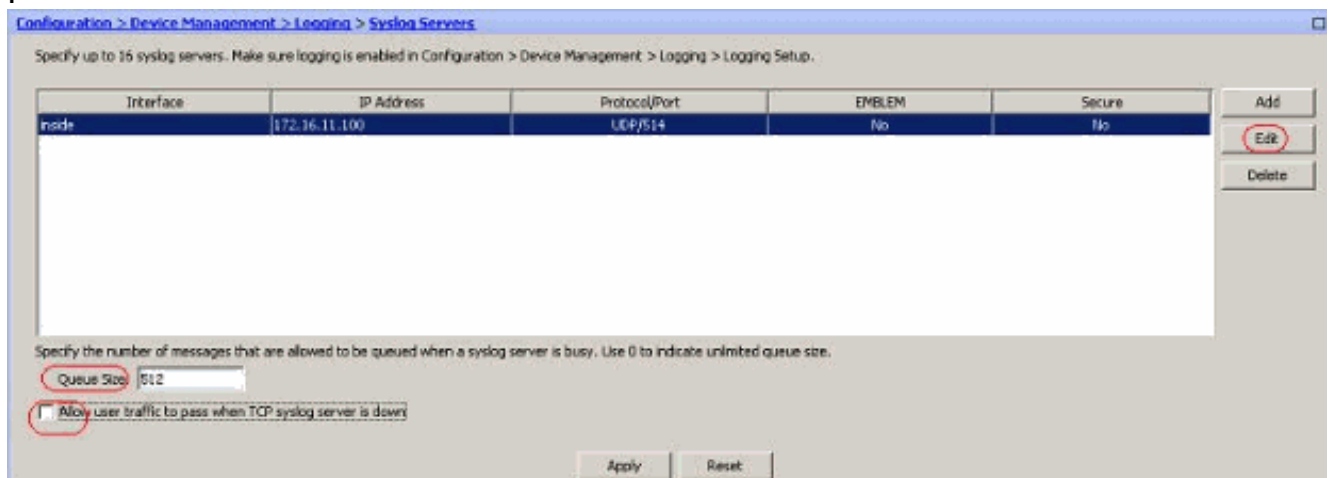 Configuration > Device Management > Logging > Syslog Servers
Specify up to 16 syslog servers. Make sure logging is enabled in Configuration > Device Management > Logging > Logging Setup.
Interface IP Address Protocol/Port EMBLEM Secure
inside 172.16.11.100 UDP/514 No No
Add
Edit
Delete
Specify the number of messages that are allowed to be queued when a syslog server is busy. Use 0 to indicate unlimited queue size.
Queue Size 512
Allow user traffic to pass when TCP syslog server is down
Apply Reset